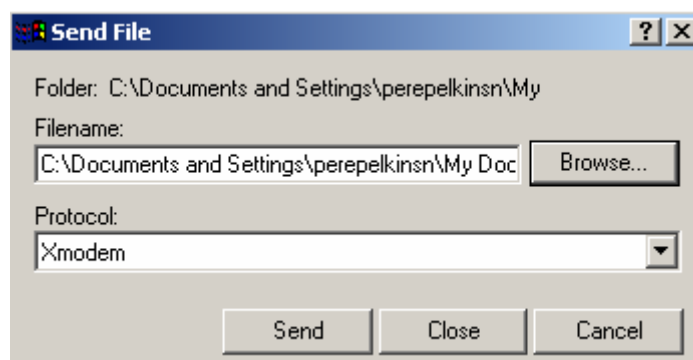 Send File
Folder: C:\Documents and Settings\perepelkinsn\My
Filename:
C:\Documents and Settings\perepelkinsn\My Doc
Browse...
Protocol:
Xmodem
Send Close Cancel